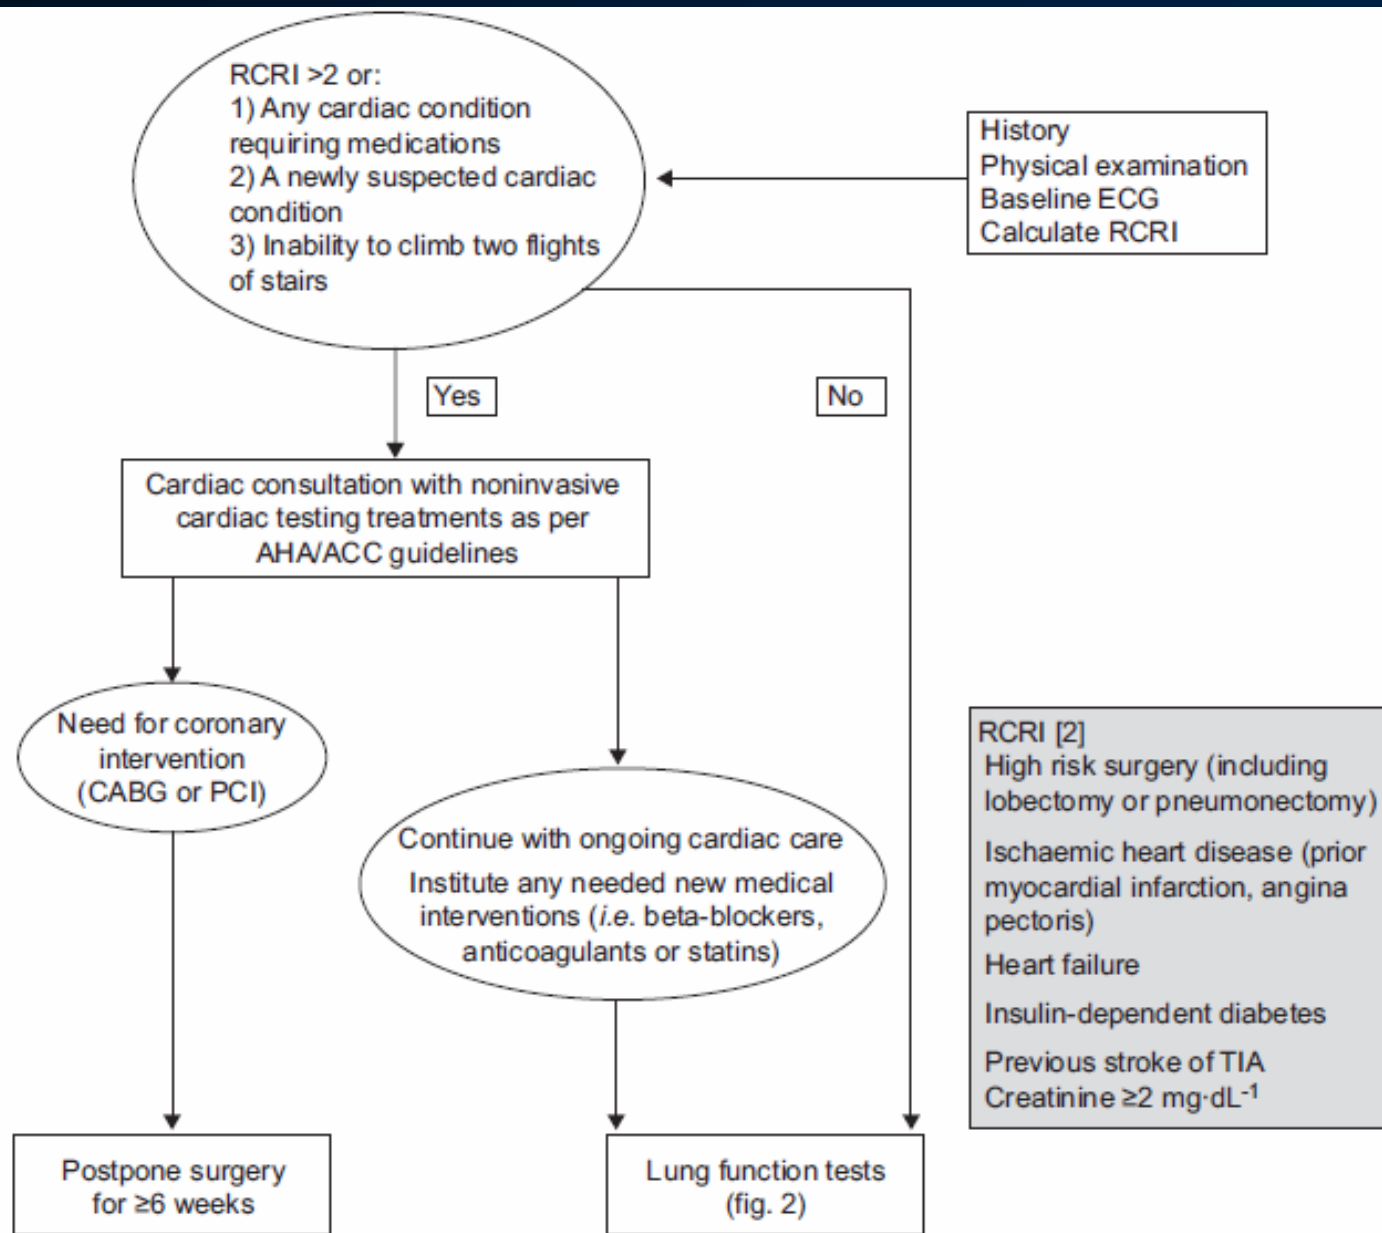 RCRI >2 or:
1) Any cardiac condition
requiring medications
2) A newly suspected cardiac
condition
3) Inability to climb two flights
of stairs
History
Physical examination
Baseline ECG
Calculate RCRI
Yes
No
Cardiac consultation with noninvasive
cardiac testing treatments as per
AHA/ACC guidelines
Need for coronary
intervention
(CABG or PCI)
Continue with ongoing cardiac care
Institute any needed new medical
interventions (i.e. beta-blockers,
anticoagulants or statins)
RCRI [2]
High risk surgery (including
lobectomy or pneumonectomy)
Ischaemic heart disease (prior
myocardial infarction, angina
pectoris)
Heart failure
Insulin-dependent diabetes
Previous stroke of TIA
Creatinine ≥2 mg·dL⁻¹
Postpone surgery
for ≥6 weeks
Lung function tests
(fig. 2)